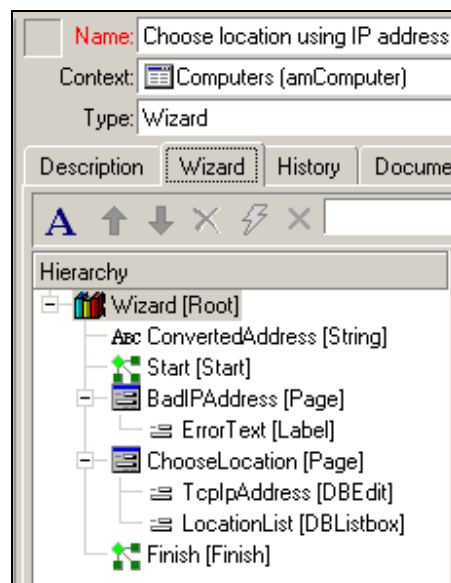 Name: Choose location using IP address
Context: Computers (amComputer)
Type: Wizard
Description Wizard History Docume
A
Hierarchy
Wizard [Root]
ABC ConvertedAddress [String]
Start [Start]
BadIPAddress [Page]
ErrorText [Label]
ChooseLocation [Page]
TcpIpAddress [DBEdit]
LocationList [DBListbox]
Finish [Finish]